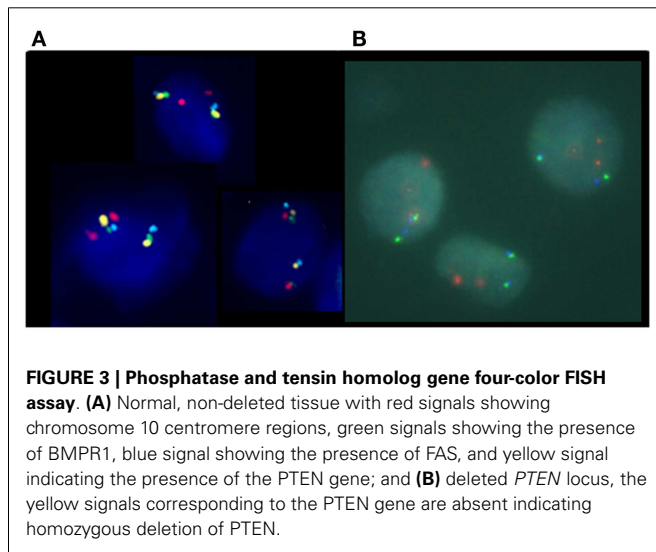 A
B
FIGURE 3 | Phosphatase and tensin homolog gene four-color FISH
assay. (A) Normal, non-deleted tissue with red signals showing
chromosome 10 centromere regions, green signals showing the presence
of BMPR1, blue signal showing the presence of FAS, and yellow signal
indicating the presence of the PTEN gene; and (B) deleted PTEN locus, the
yellow signals corresponding to the PTEN gene are absent indicating
homozygous deletion of PTEN.